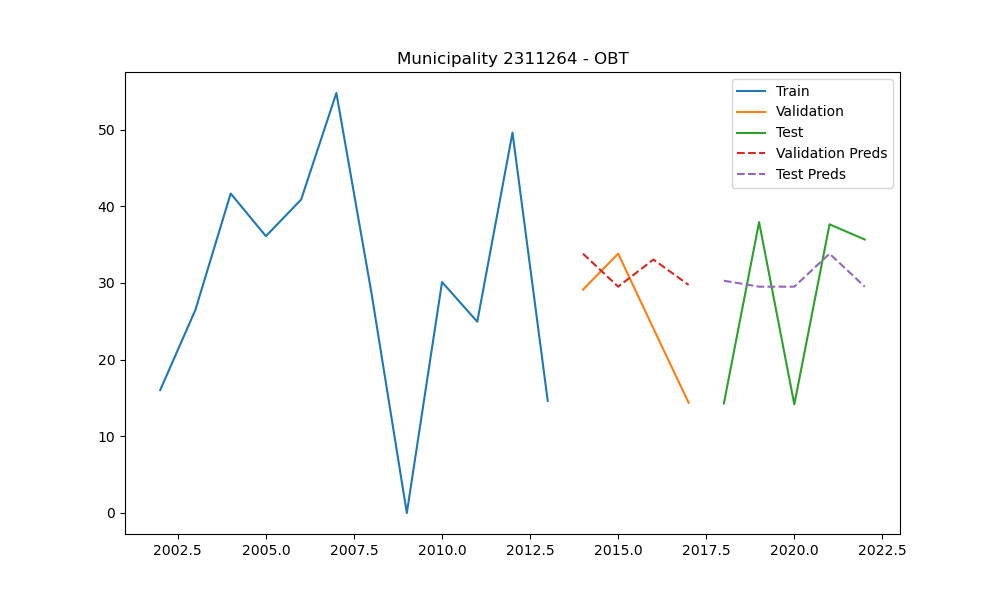 Municipality 2311264 - OBT
Train
Validation
Test
Validation Preds
Test Preds
50
40
30
20
10
0
2002.5 2005.0 2007.5 2010.0 2012.5 2015.0 2017.5 2020.0 2022.5